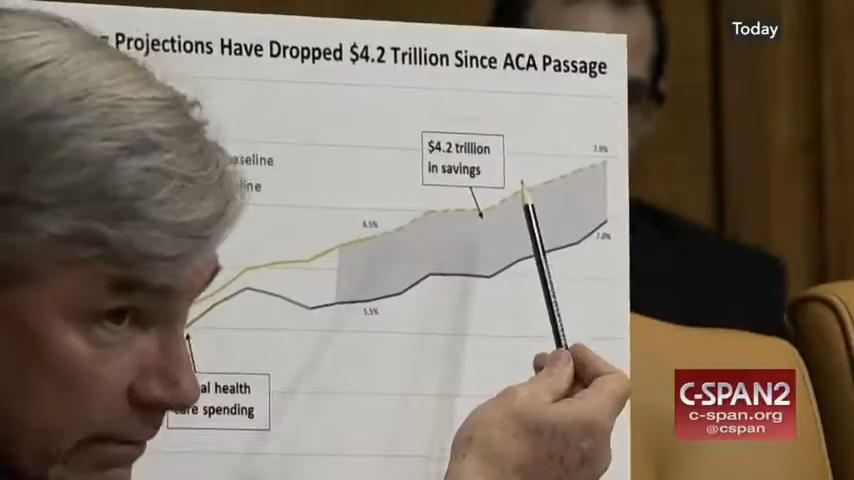 Today
Projections Have Dropped $4.2 Trillion Since ACA Passage
baseline
line
$4.2 trillion
in savings
7.9%
6.5%
7.0%
5.5%
al health
care spending
C-SPAN2
c-span.org
@cspan